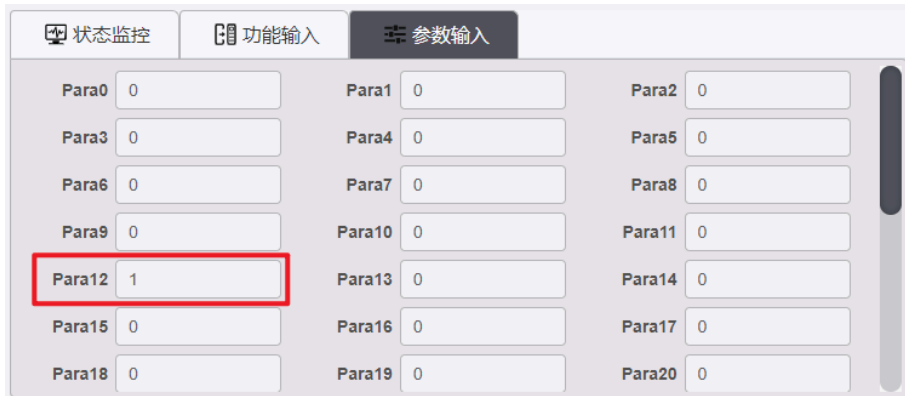 状态监控 功能输入 参数输入
Para0 0 Para1 0 Para2 0
Para3 0 Para4 0 Para5 0
Para6 0 Para7 0 Para8 0
Para9 0 Para10 0 Para11 0
Para12 1 Para13 0 Para14 0
Para15 0 Para16 0 Para17 0
Para18 0 Para19 0 Para20 0